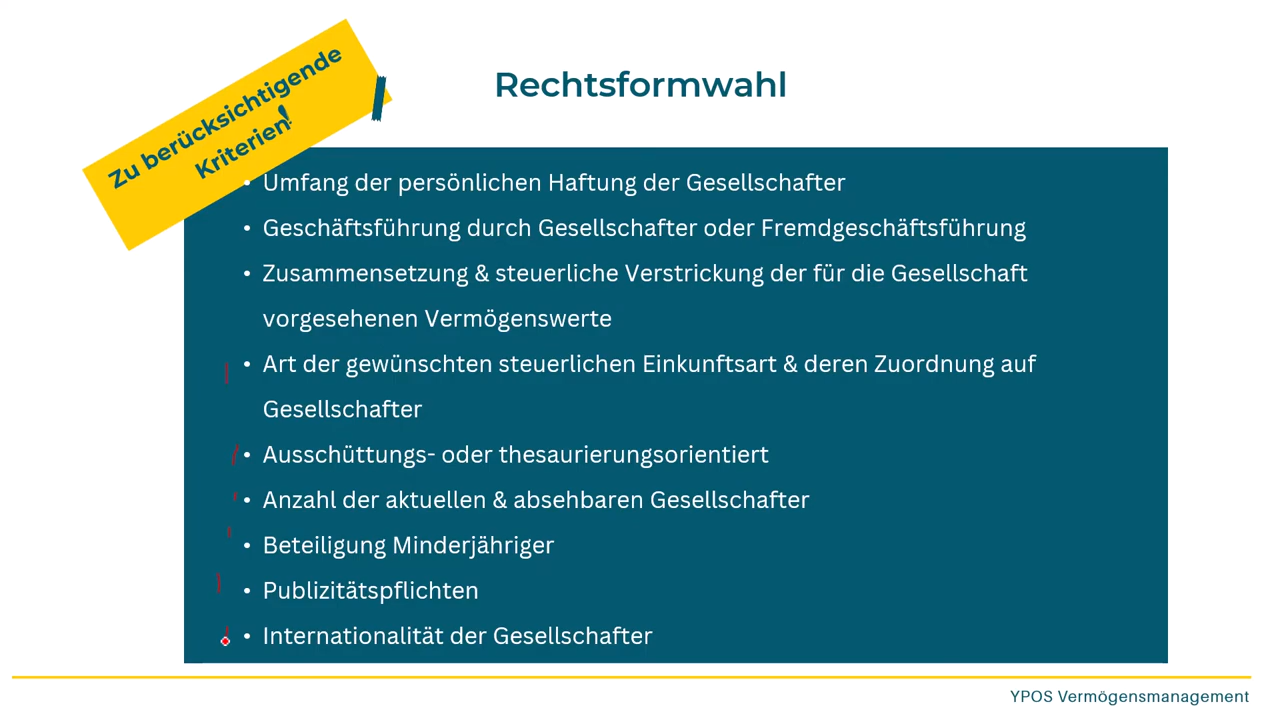 Zu berücksichtigende
Kriterien!
Rechtsformwahl
• Umfang der persönlichen Haftung der Gesellschafter
• Geschäftsführung durch Gesellschafter oder Fremdgeschäftsführung
• Zusammensetzung & steuerliche Verstrickung der für die Gesellschaft
vorgesehenen Vermögenswerte
• Art der gewünschten steuerlichen Einkunftsart & deren Zuordnung auf
Gesellschafter
• Ausschüttungs- oder thesaurierungsorientiert
• Anzahl der aktuellen & absehbaren Gesellschafter
• Beteiligung Minderjähriger
• Publizitätspflichten
• Internationalität der Gesellschafter
YPOS Vermögensmanagement